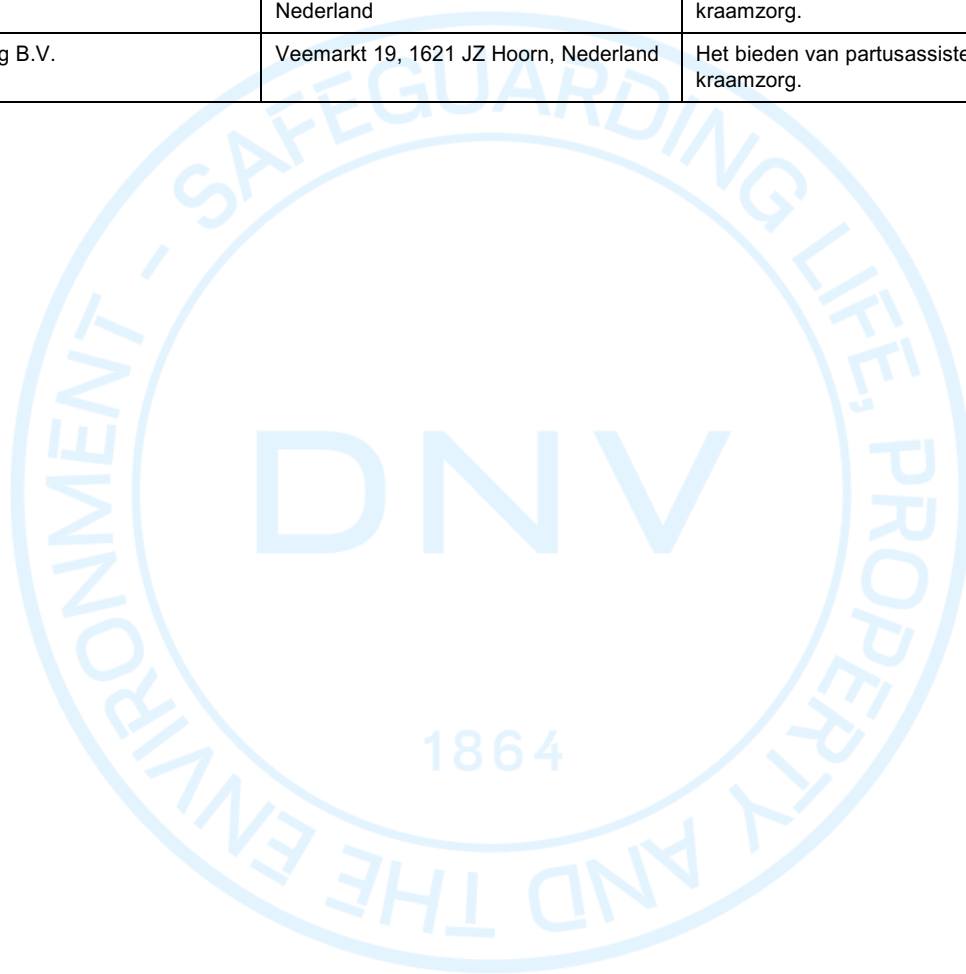 Nederland
kraamzorg.
g B.V.
Veemarkt 19, 1621 JZ Hoorn, Nederland
Het bieden van partusassiste
kraamzorg.
SAFEGUARDING LIFE, PROPERTY AND THE ENVIRONMENT -
DNV
1864